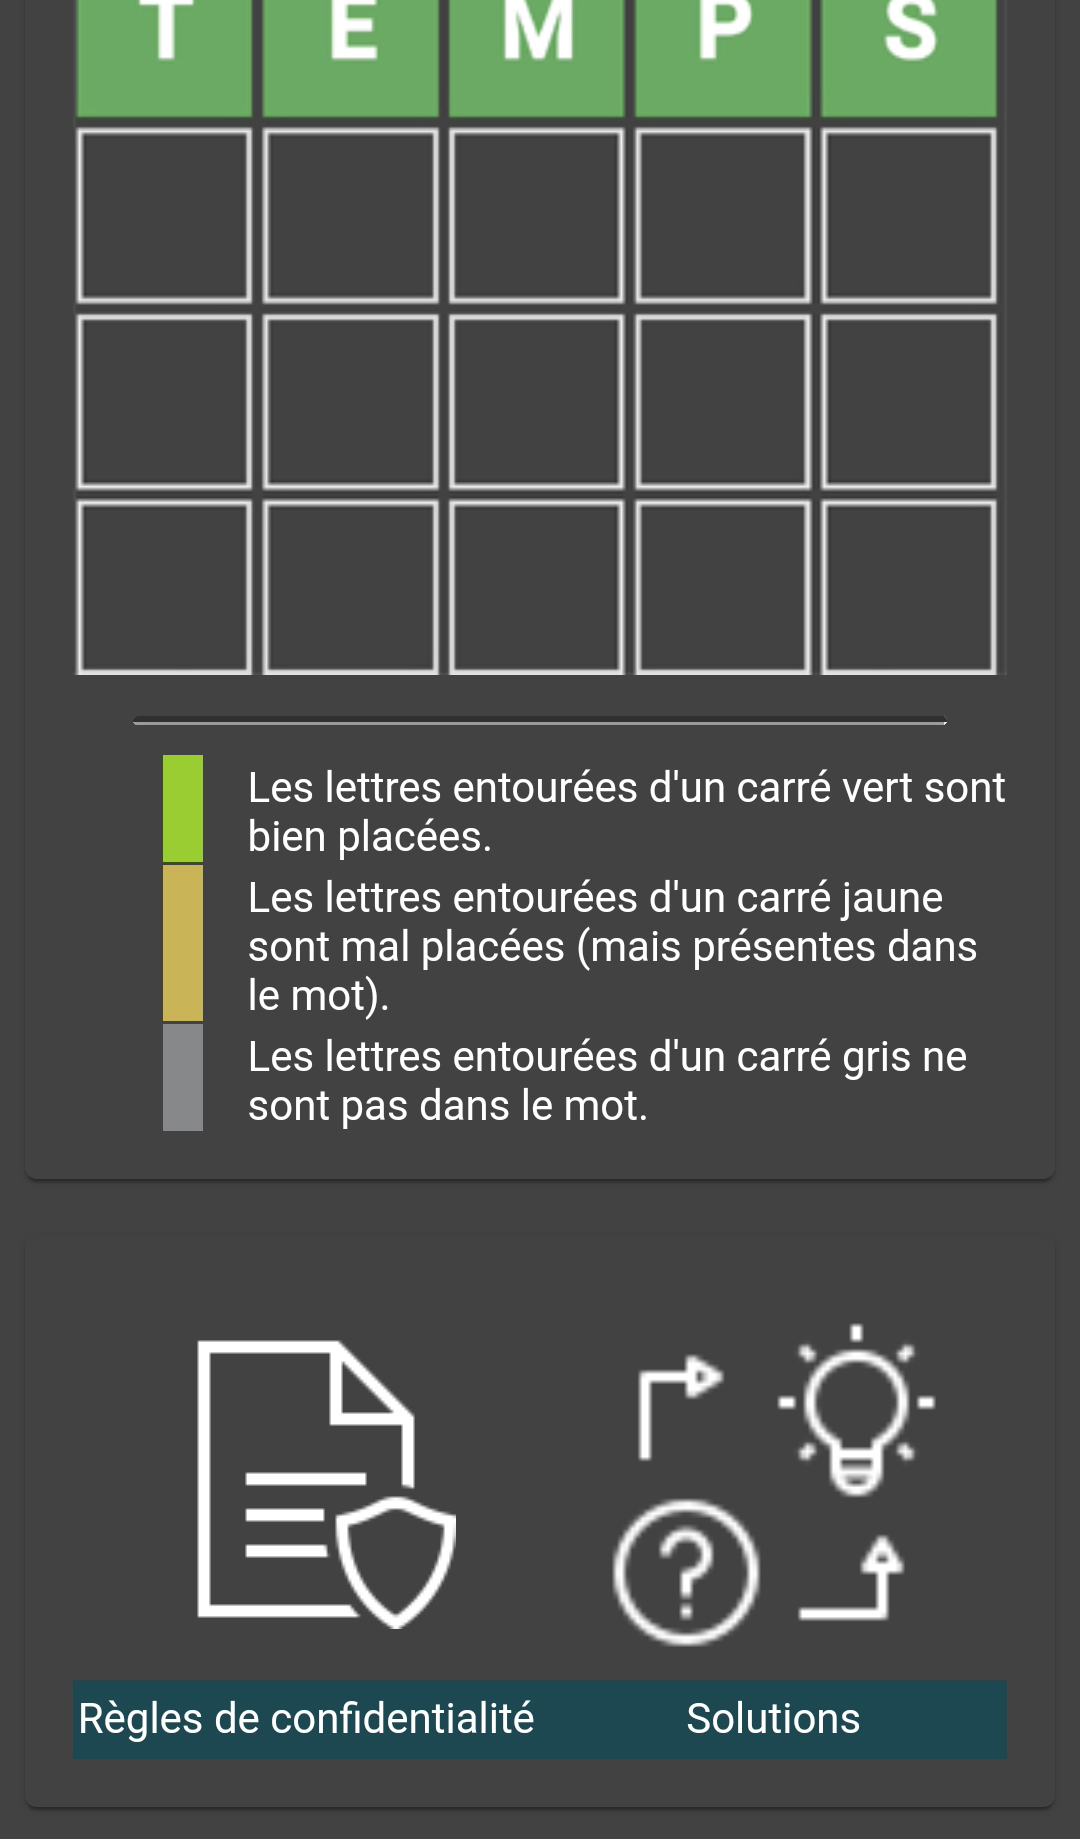 T E M P S
Les lettres entourées d'un carré vert sont
bien placées.
Les lettres entourées d'un carré jaune
sont mal placées (mais présentes dans
le mot).
Les lettres entourées d'un carré gris ne
sont pas dans le mot.
?
Règles de confidentialité Solutions